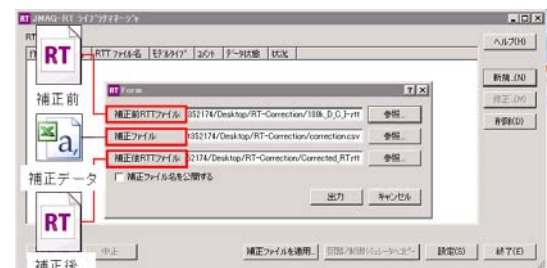 JMAG-RT ライブラリマネージャ
ヘルプ(H)
RTT ファイル名 モデルタイプ コメント データ状態 状況
RT
新規..(N)
修正..(M)
削除(D)
補正前
RT Form
補正前RTTファイル: 352174/Desktop/RT-Correction/100k_D_O_I-rtt 参照..
補正ファイル: 352174/Desktop/RT-Correction/correction.csv 参照..
補正後RTTファイル: 52174/Desktop/RT-Correction/Corrected_RT.rtt 参照..
a,
補正データ
補正ファイル名を公開する
出力 キャンセル
RT
補正後
中止 補正ファイルを適用.. 設定(S) 終了(E)